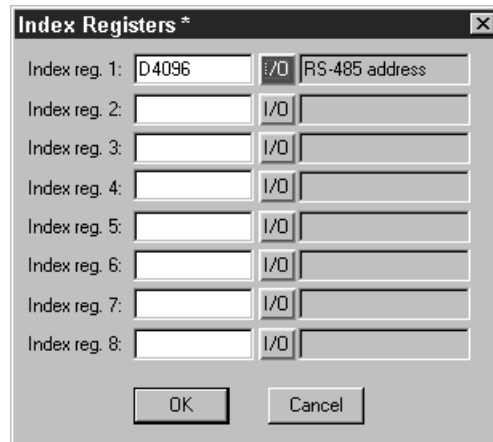 Index Registers *
Index reg. 1: D4096 I/O RS-485 address
Index reg. 2: I/O
Index reg. 3: I/O
Index reg. 4: I/O
Index reg. 5: I/O
Index reg. 6: I/O
Index reg. 7: I/O
Index reg. 8: I/O
OK Cancel